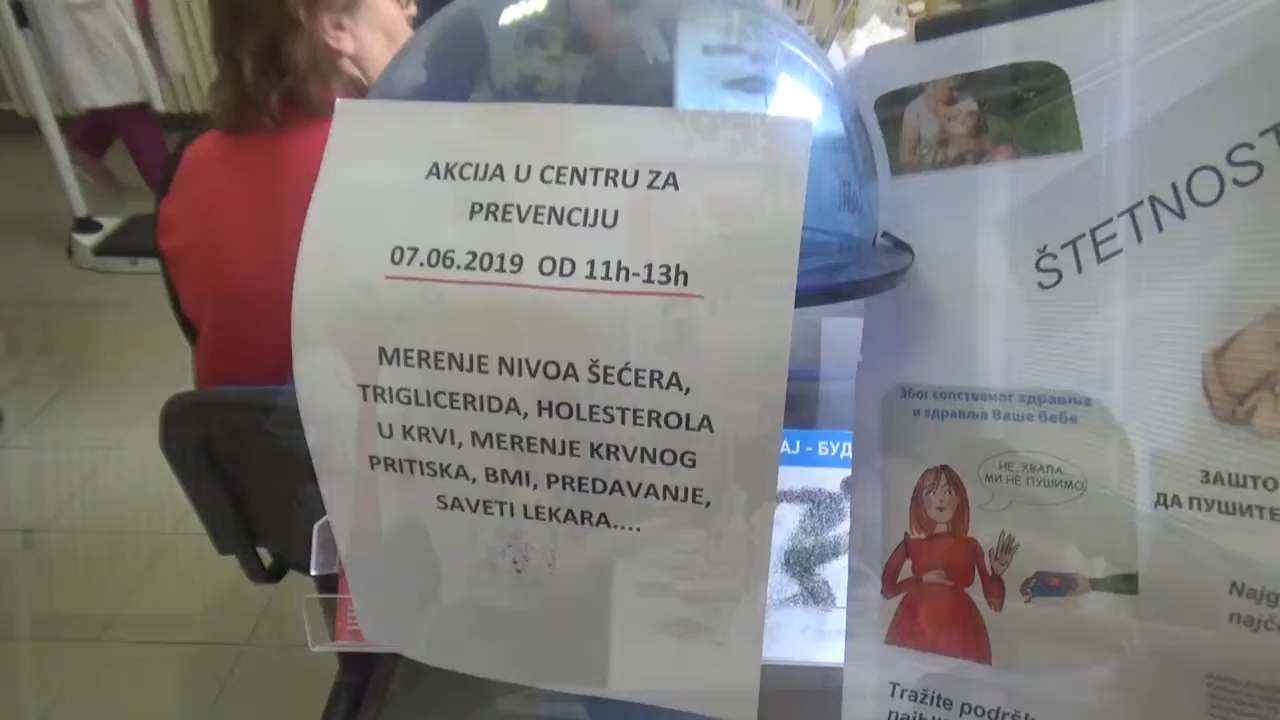 AKCIJA U CENTRU ZA
PREVENCIJU
07.06.2019 OD 11h-13h
MERENJE NIVOA ŠEĆERA,
TRIGLICERIDA, HOLESTEROLA
U KRVI, MERENJE KRVNOG
PRITISKA, BMI, PREDAVANJE,
SAVETI LEKARA....
ŠTETNOST
Због сопственог здравља
и здравља Ваше бебе
НЕ, ХВАЛА...
МИ НЕ ПУШИМО
ЗАШТО
ДА ПУШИТЕ
Tražite